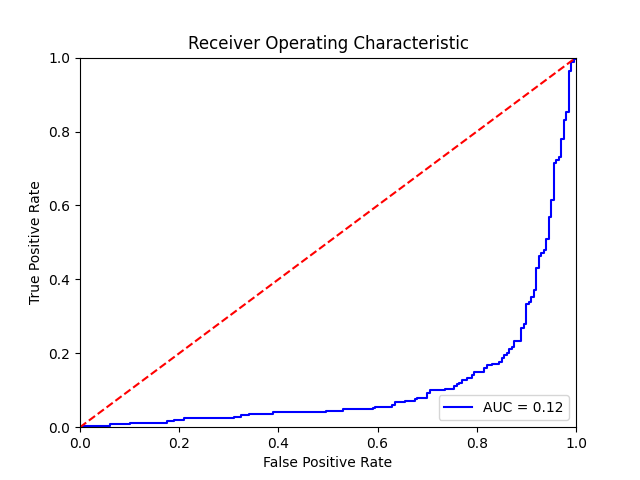 Receiver Operating Characteristic
True Positive Rate
1.0
0.8
0.6
0.4
0.2
0.0
AUC = 0.12
0.0 0.2 0.4 0.6 0.8 1.0
False Positive Rate